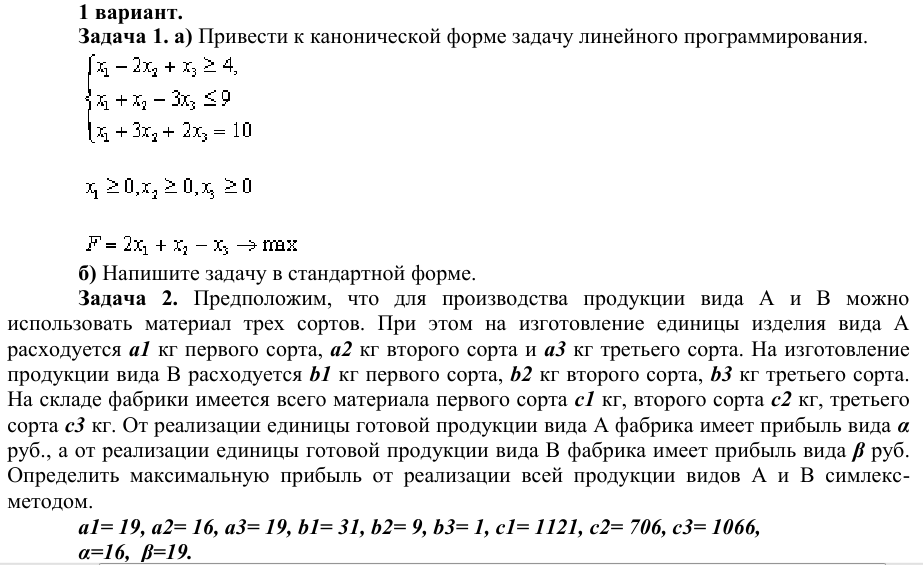 1 вариант.
Задача 1. а) Привести к канонической форме задачу линейного программирования.
x₁ − 2x₂ + x₃ ≥ 4,
x₁ + x₂ − 3x₃ ≤ 9
x₁ + 3x₂ + 2x₃ = 10
x₁ ≥ 0, x₂ ≥ 0, x₃ ≥ 0
F = 2x₁ + x₂ − x₃ → max
б) Напишите задачу в стандартной форме.
Задача 2. Предположим, что для производства продукции вида А и В можно
использовать материал трех сортов. При этом на изготовление единицы изделия вида А
расходуется a1 кг первого сорта, a2 кг второго сорта и a3 кг третьего сорта. На изготовление
продукции вида В расходуется b1 кг первого сорта, b2 кг второго сорта, b3 кг третьего сорта.
На складе фабрики имеется всего материала первого сорта c1 кг, второго сорта c2 кг, третьего
сорта c3 кг. От реализации единицы готовой продукции вида А фабрика имеет прибыль вида α
руб., а от реализации единицы готовой продукции вида В фабрика имеет прибыль вида β руб.
Определить максимальную прибыль от реализации всей продукции видов А и В симлекс-
методом.
a1= 19, a2= 16, a3= 19, b1= 31, b2= 9, b3= 1, c1= 1121, c2= 706, c3= 1066,
α=16, β=19.